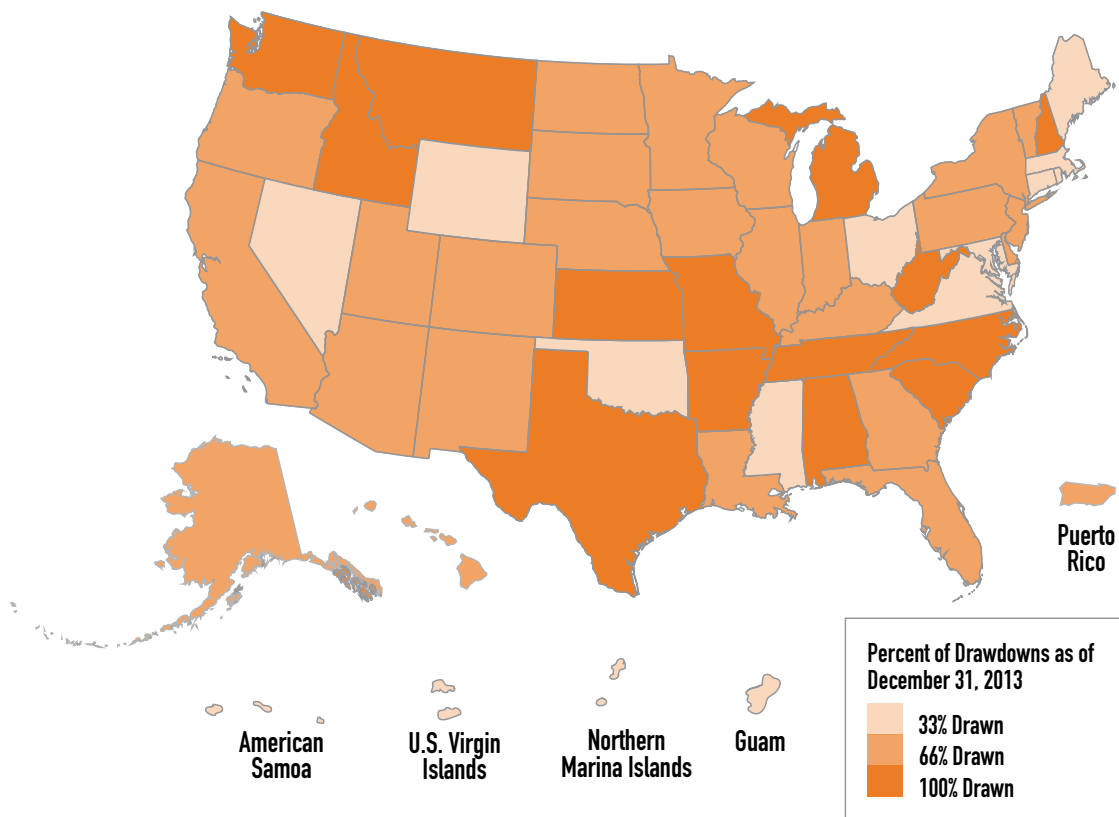 Puerto
Rico
American
Samoa
U.S. Virgin
Islands
Northern
Marina Islands
Guam
Percent of Drawdowns as of
December 31, 2013
33% Drawn
66% Drawn
100% Drawn